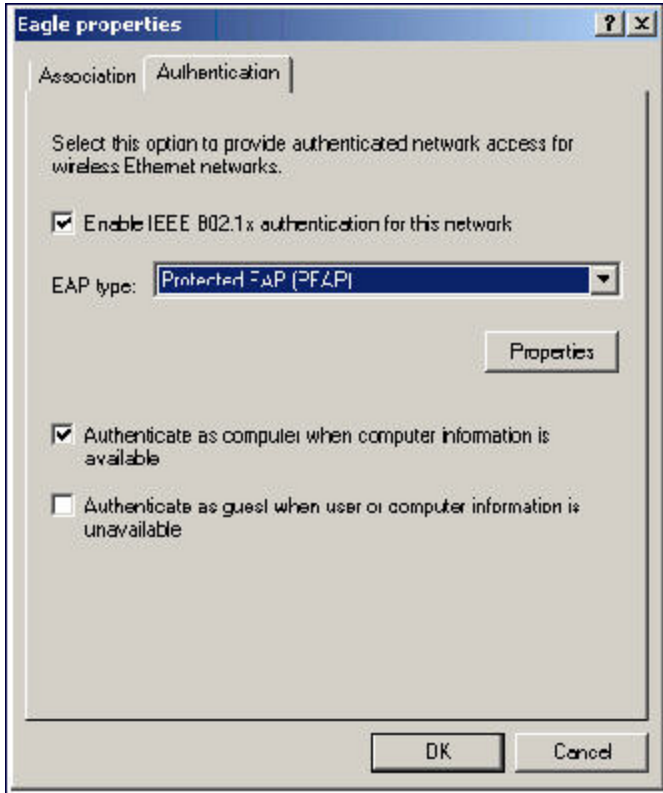 Eagle properties
Association
Authentication
Select this option to provide authenticated network access for
wireless Ethernet networks.
Enable IEEE 802.1x authentication for this network
EAP type:
Protected EAP (PEAP)
Properties
Authenticate as computer when computer information is
available
Authenticate as guest when user or computer information is
unavailable
OK
Cancel